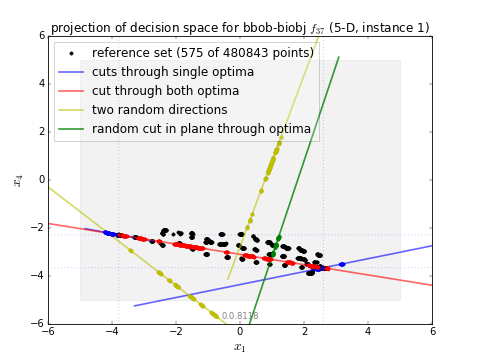 projection of decision space for bbob-biobj f37 (5-D, instance 1)
6
4
2
0
−2
−4
−6
x4
reference set (575 of 480843 points)
cuts through single optima
cut through both optima
two random directions
random cut in plane through optima
0.0.8118
−6
−4
−2
0
2
4
6
x1